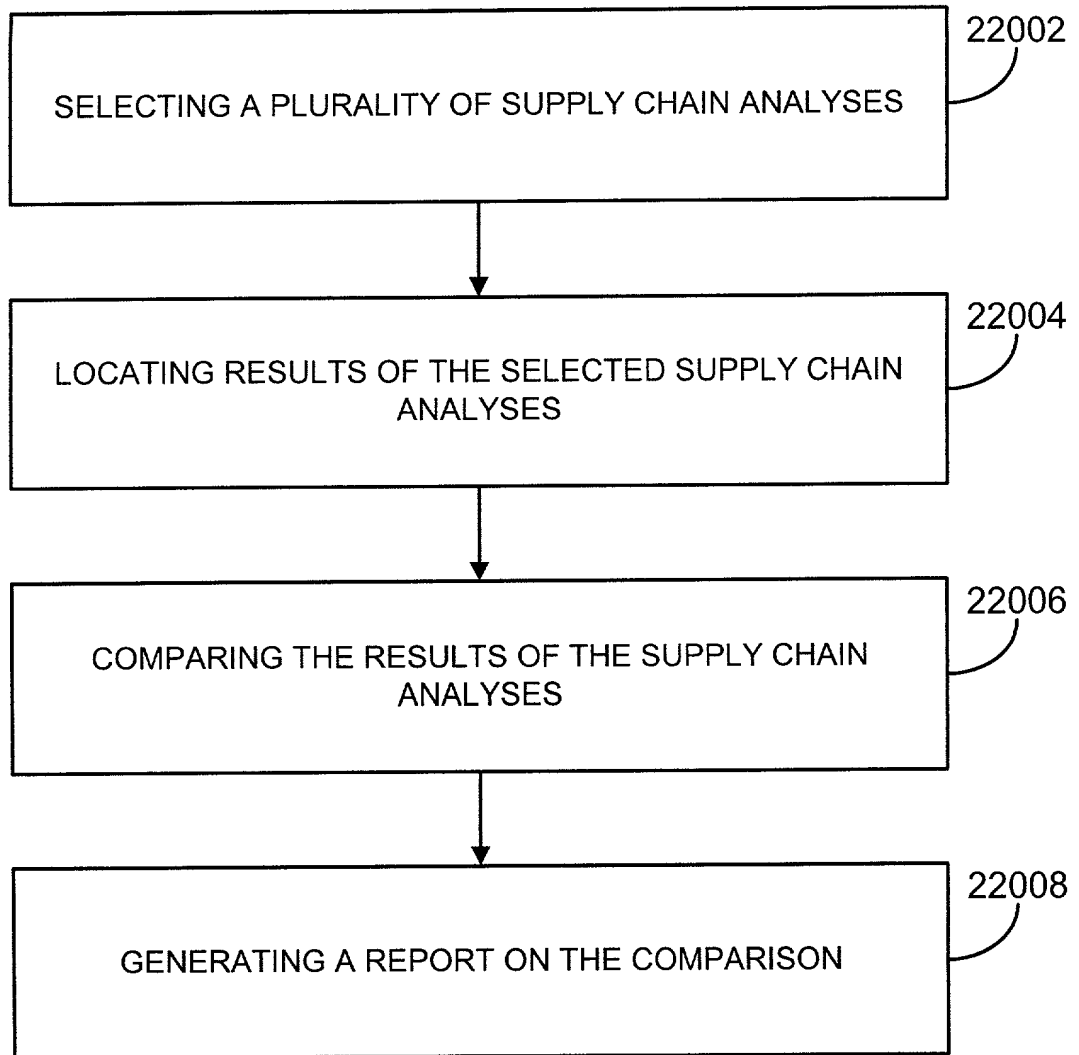 22002
SELECTING A PLURALITY OF SUPPLY CHAIN ANALYSES
22004
LOCATING RESULTS OF THE SELECTED SUPPLY CHAIN
ANALYSES
22006
COMPARING THE RESULTS OF THE SUPPLY CHAIN
ANALYSES
22008
GENERATING A REPORT ON THE COMPARISON